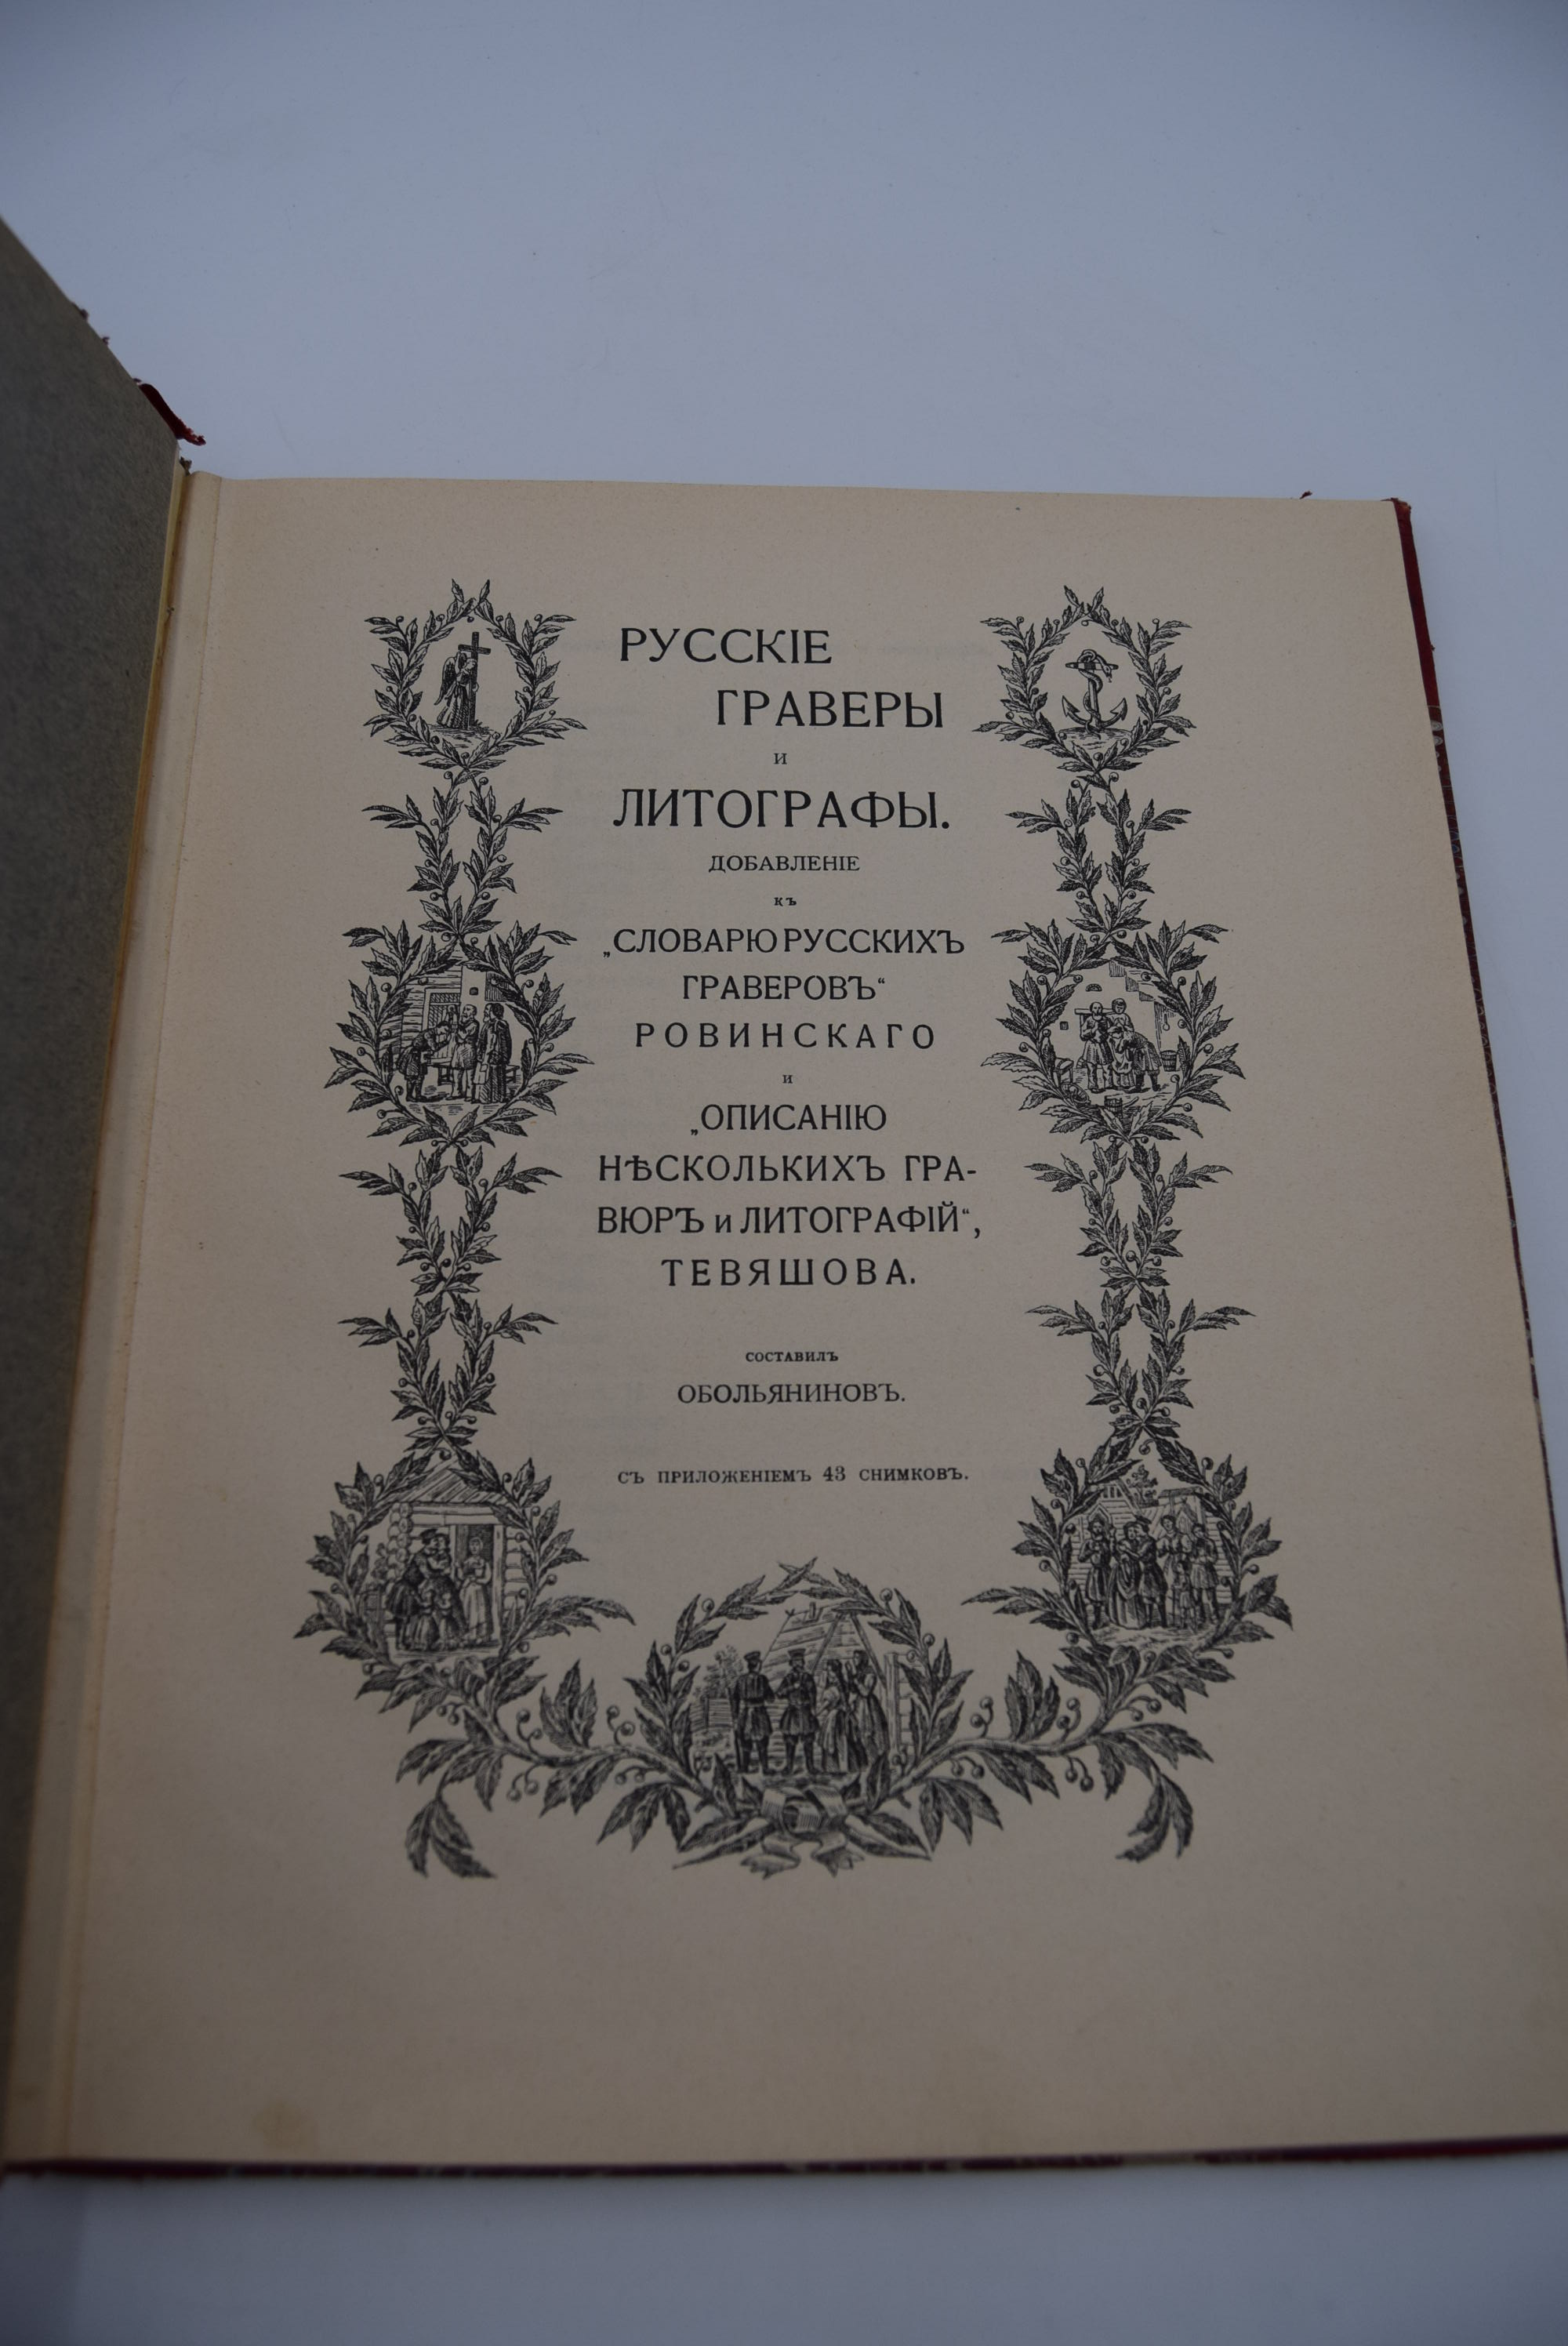 РУССКІЕ
ГРАВЕРЫ
И
ЛИТОГРАФЫ.
ДОБАВЛЕНІЕ
КЪ
„СЛОВАРЮ РУССКИХЪ
ГРАВЕРОВЪ“
РОВИНСКАГО
И
„ОПИСАНІЮ
НѢСКОЛЬКИХЪ ГРА-
ВЮРЪ и ЛИТОГРАФІЙ“,
ТЕВЯШОВА.
СОСТАВИЛЪ
ОБОЛЬЯНИНОВЪ.
СЪ ПРИЛОЖЕНІЕМЪ 43 СНИМКОВЪ.